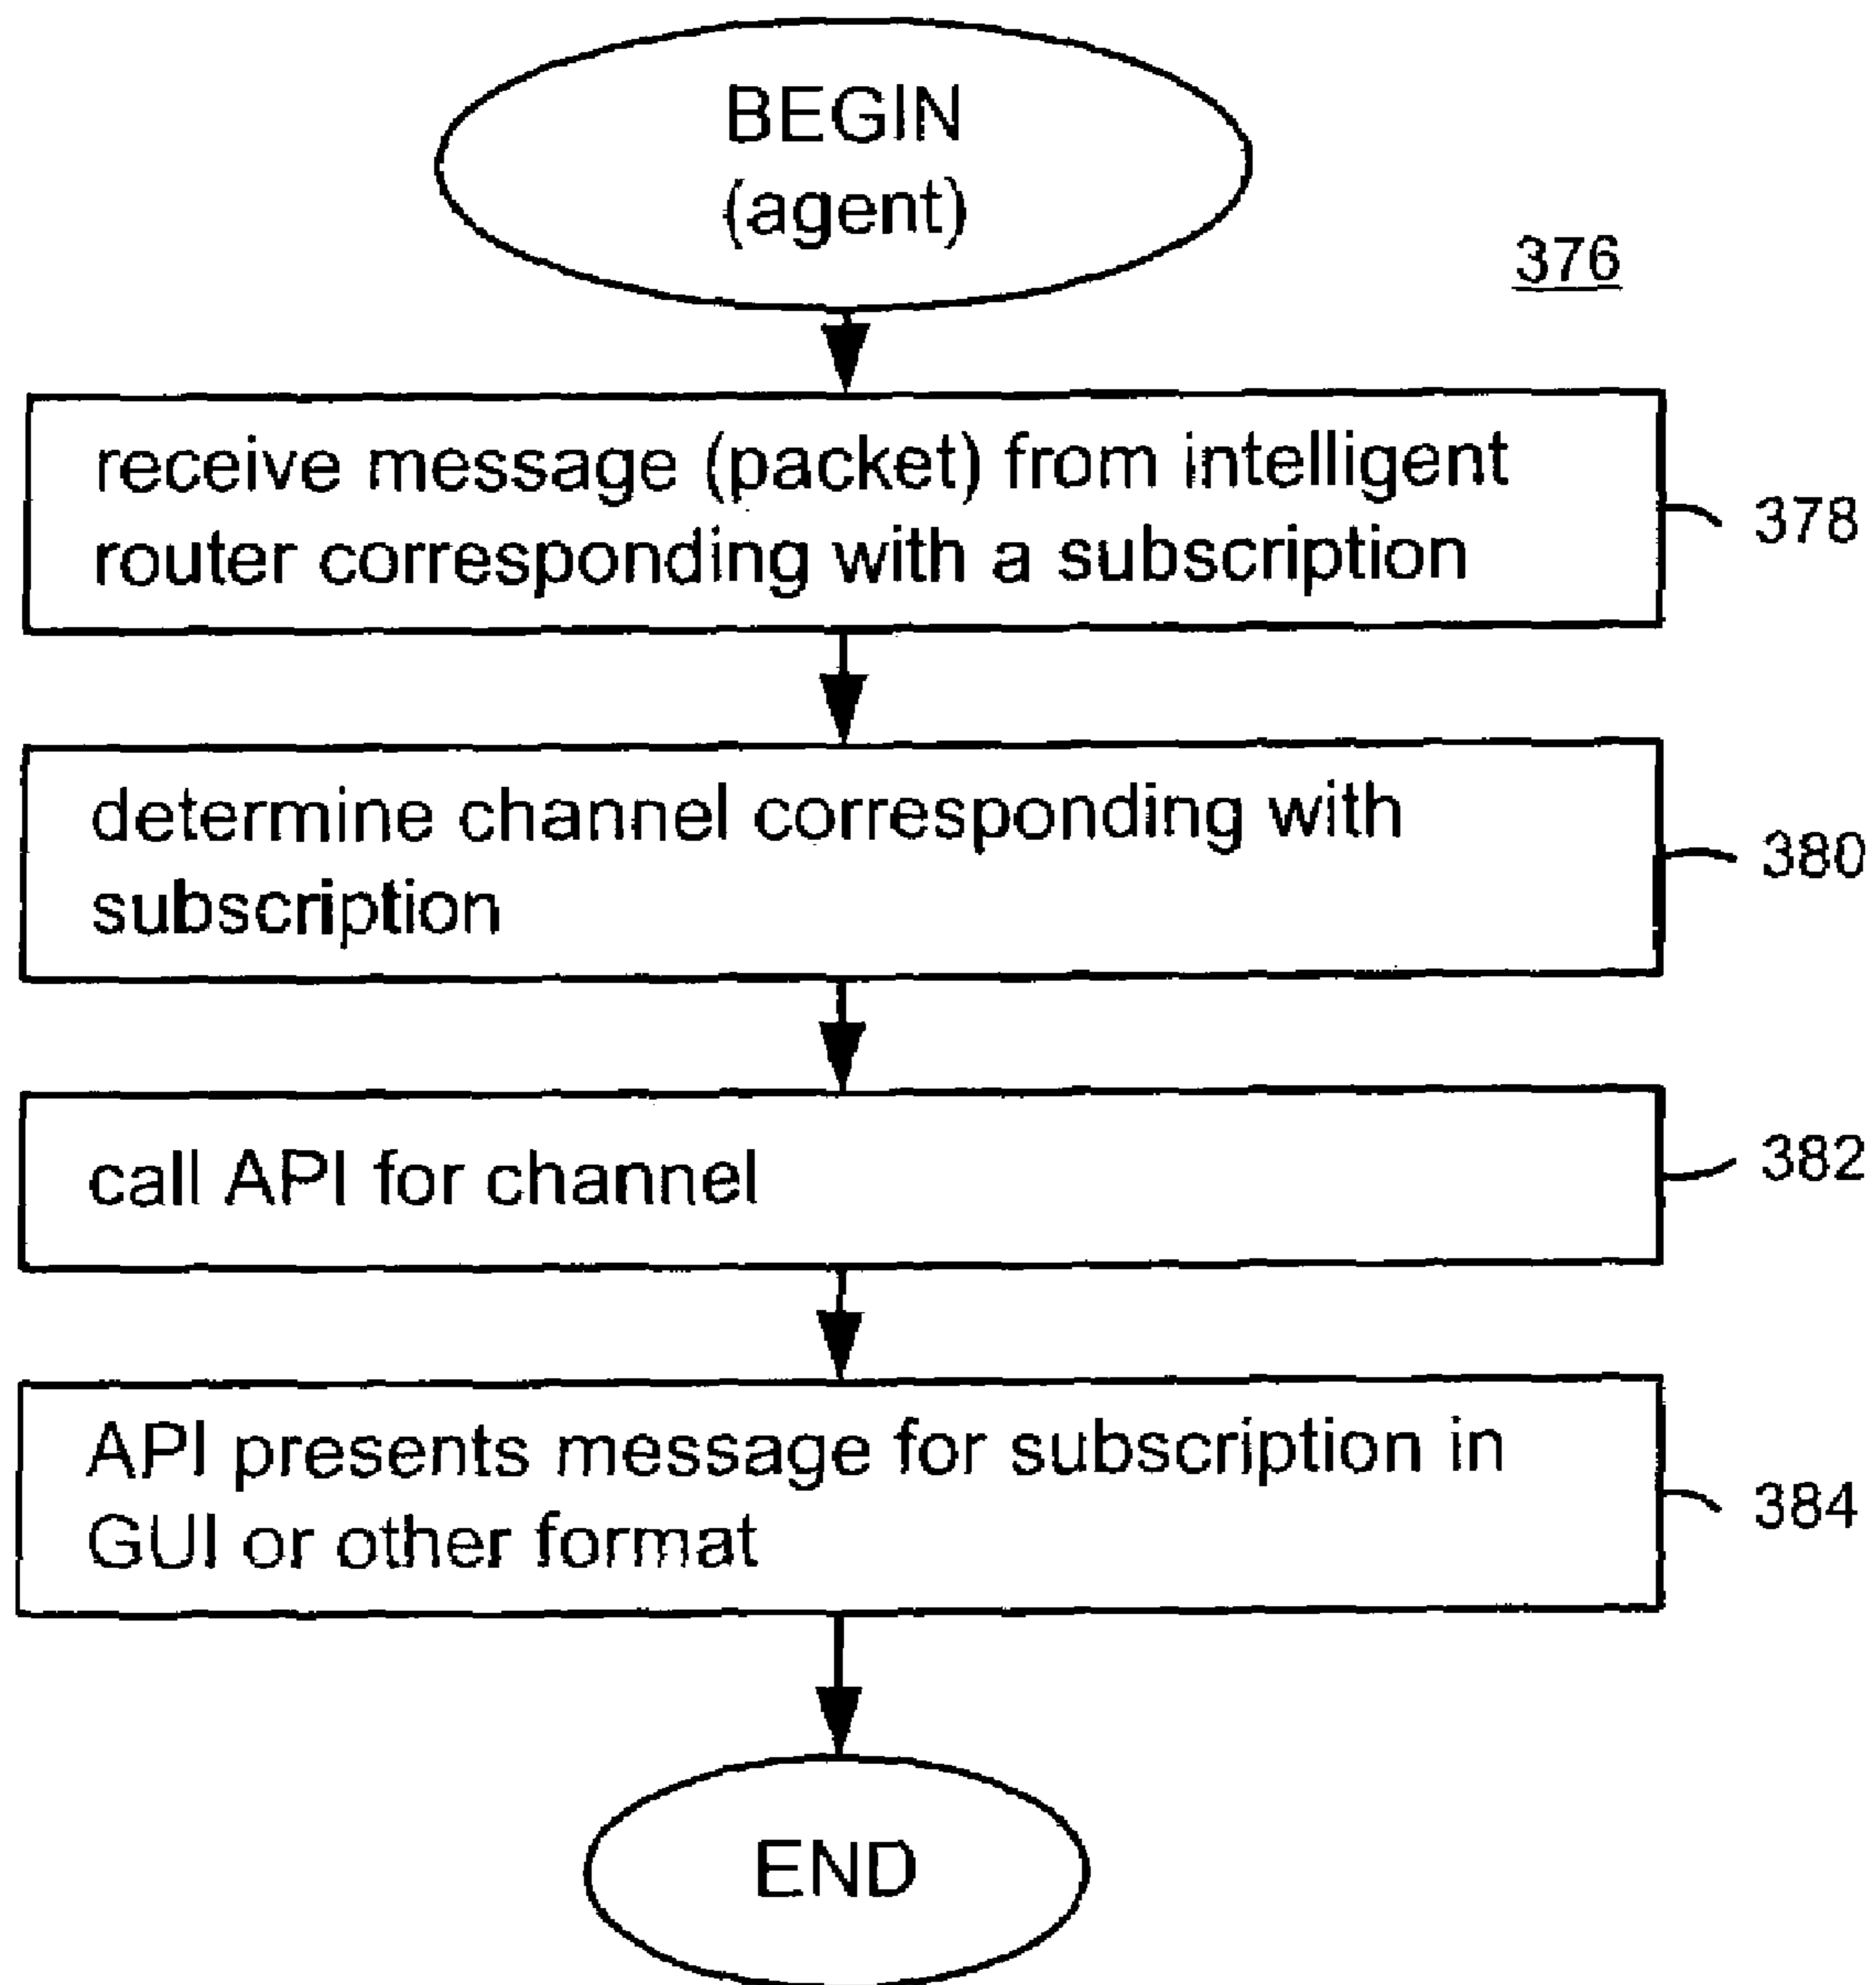 BEGIN
(agent)
376
receive message (packet) from intelligent
router corresponding with a subscription
378
determine channel corresponding with
subscription
380
call API for channel
382
API presents message for subscription in
GUI or other format
384
END